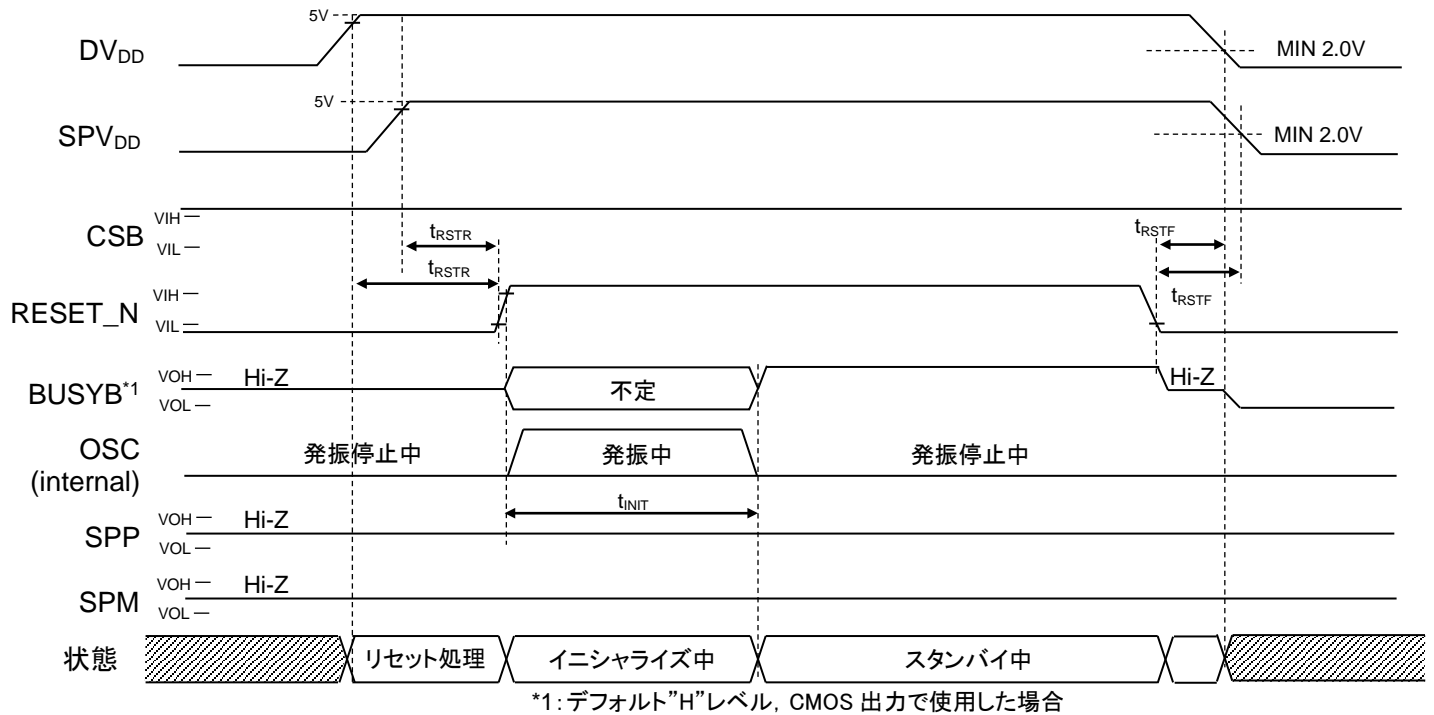 5V
DVDD
MIN 2.0V
5V
SPVDD
MIN 2.0V
VIH
CSB
VIL
tRSTR
tRSTF
tRSTR
tRSTF
VIH
RESET_N
VIL
VOH
Hi-Z
BUSYB*1
VOL
不定
Hi-Z
OSC
(internal)
発振停止中
発振中
発振停止中
tINIT
VOH
Hi-Z
SPP
VOL
VOH
Hi-Z
SPM
VOL
状態
リセット処理
イニシャライズ中
スタンバイ中
*1:デフォルト”H”レベル, CMOS 出力で使用した場合